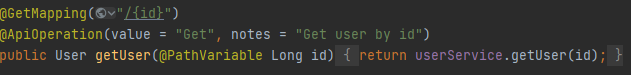 @GetMapping("/{id}")
@ApiOperation(value = "Get", notes = "Get user by id")
public User getUser(@PathVariable Long id) { return userService.getUser(id); }